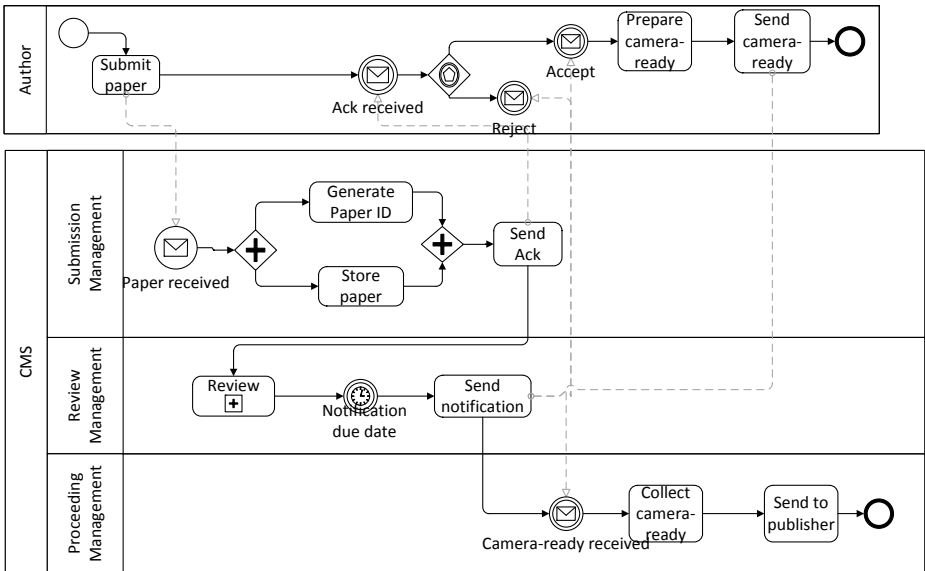 Author
Submit
paper
Ack received
Accept
Reject
Prepare
camera-
ready
Send
camera-
ready
CMS
Submission
Management
Paper received
Generate
Paper ID
Store
paper
Send
Ack
Review
Management
Review
Notification
due date
Send
notification
Proceeding
Management
Camera-ready received
Collect
camera-
ready
Send to
publisher